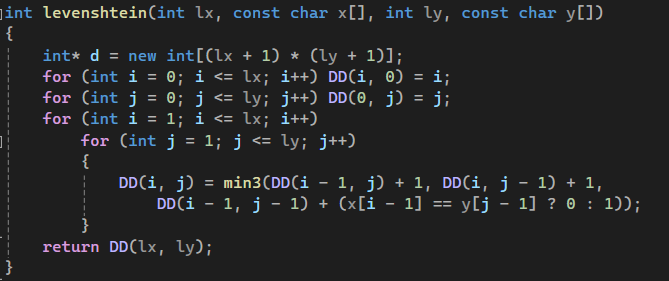 int levenshtein(int lx, const char x[], int ly, const char y[])
{
    int* d = new int[(lx + 1) * (ly + 1)];
    for (int i = 0; i <= lx; i++) DD(i, 0) = i;
    for (int j = 0; j <= ly; j++) DD(0, j) = j;
    for (int i = 1; i <= lx; i++)
        for (int j = 1; j <= ly; j++)
        {
            DD(i, j) = min3(DD(i - 1, j) + 1, DD(i, j - 1) + 1,
                DD(i - 1, j - 1) + (x[i - 1] == y[j - 1] ? 0 : 1));
        }
    return DD(lx, ly);
}